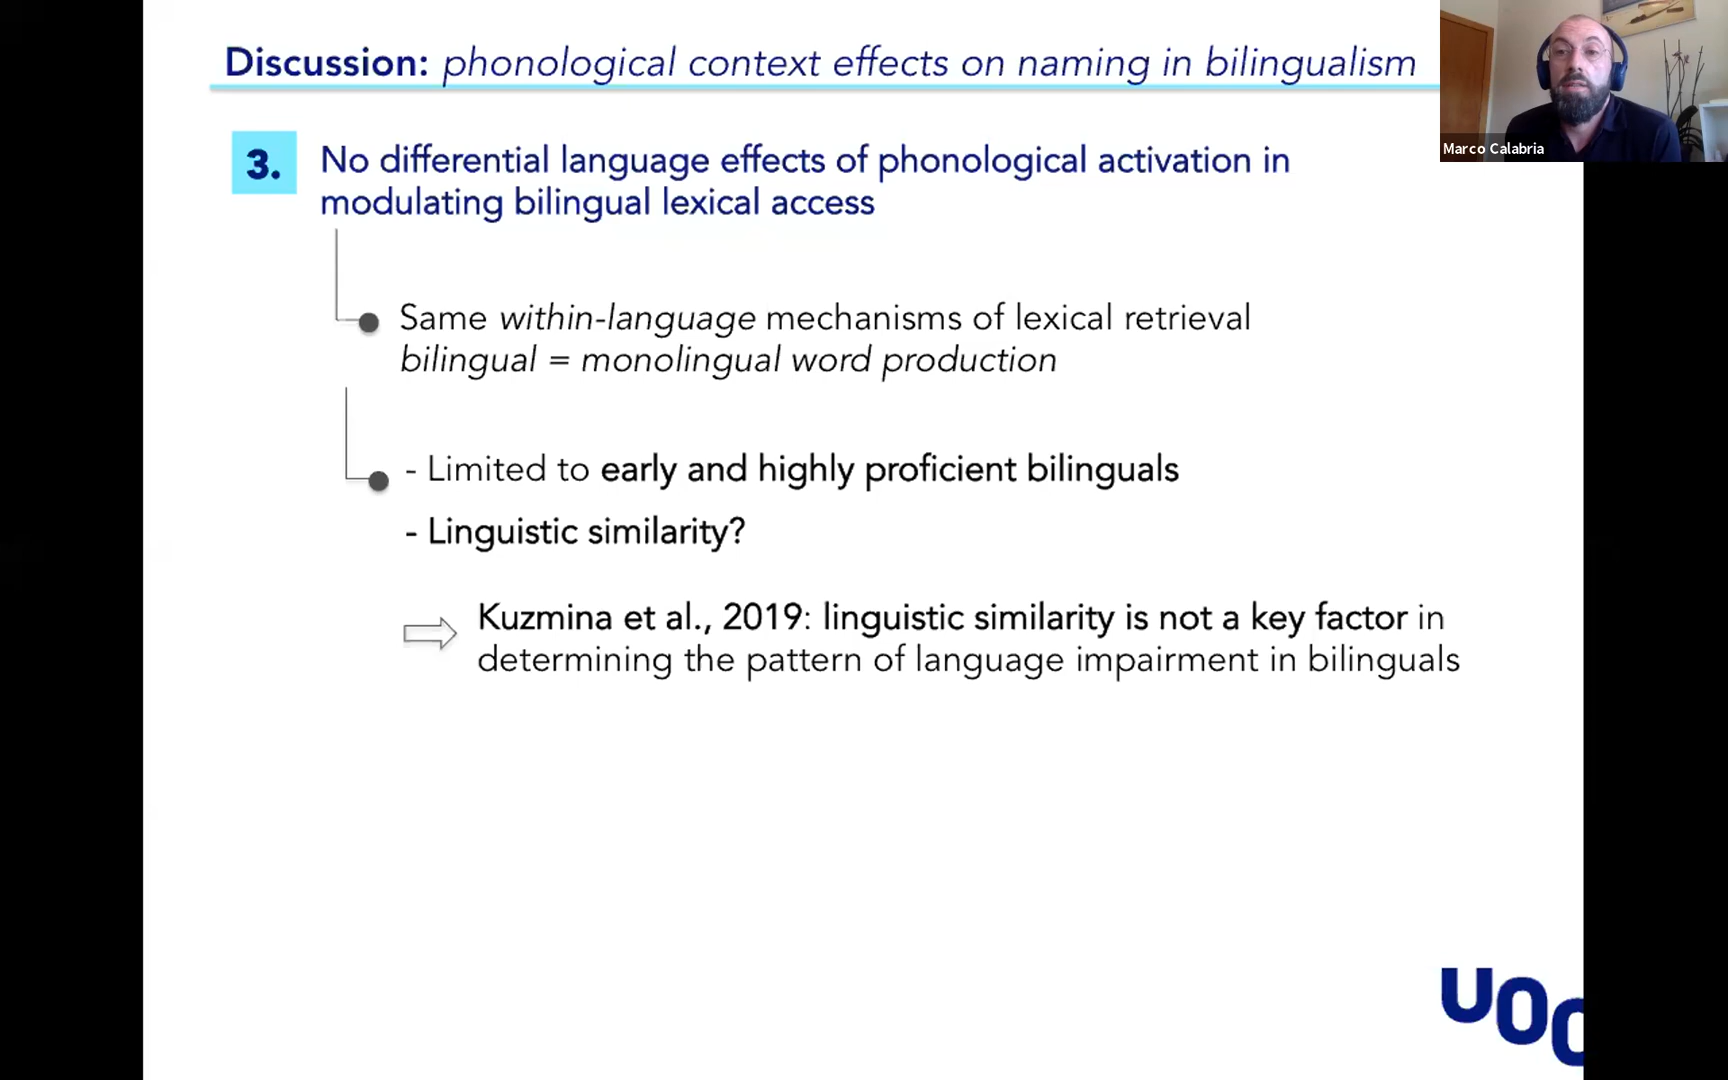 Discussion: phonological context effects on naming in bilingualism
Marco Calabria
3. No differential language effects of phonological activation in
modulating bilingual lexical access
Same within-language mechanisms of lexical retrieval
bilingual = monolingual word production
- Limited to early and highly proficient bilinguals
- Linguistic similarity?
Kuzmina et al., 2019: linguistic similarity is not a key factor in
determining the pattern of language impairment in bilinguals
UOC